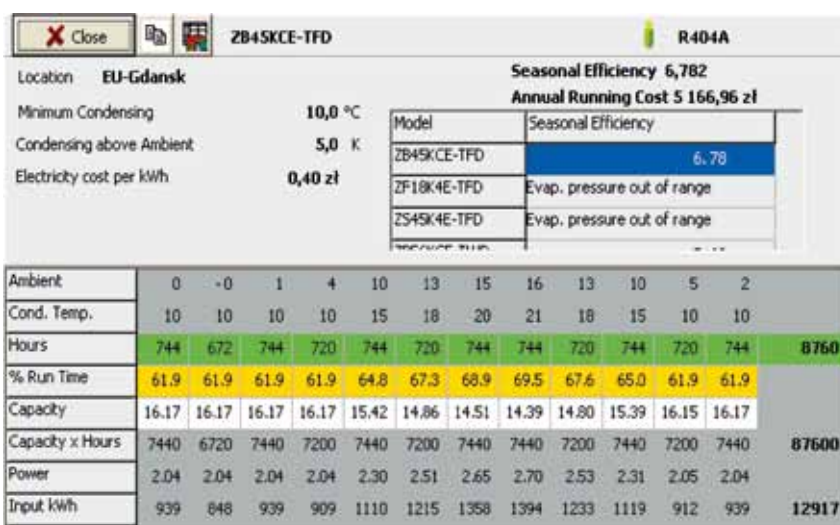 Close ZB45KCE-TFD R404A
Location EU-Gdansk
Seasonal Efficiency 6,782
Annual Running Cost 5 166,96 zł
Minimum Condensing 10,0 °C
Condensing above Ambient 5,0 K
Electricity cost per kWh 0,40 zł
Model Seasonal Efficiency
ZB45KCE-TFD 6.78
ZF18K4E-TFD Evap. pressure out of range
ZS45K4E-TFD Evap. pressure out of range
Ambient 0 -0 1 4 10 13 15 16 13 10 5 2
Cond. Temp. 10 10 10 10 15 18 20 21 18 15 10 10
Hours 744 672 744 720 744 720 744 744 720 744 720 744 8760
% Run Time 61.9 61.9 61.9 61.9 64.8 67.3 68.9 69.5 67.6 65.0 61.9 61.9
Capacity 16.17 16.17 16.17 16.17 15.42 14.86 14.51 14.39 14.80 15.39 16.15 16.17
Capacity x Hours 7440 6720 7440 7200 7440 7200 7440 7440 7200 7440 7200 7440 87600
Power 2.04 2.04 2.04 2.04 2.30 2.51 2.65 2.70 2.53 2.31 2.05 2.04
Input kWh 939 848 939 909 1110 1215 1358 1394 1233 1119 912 939 12917